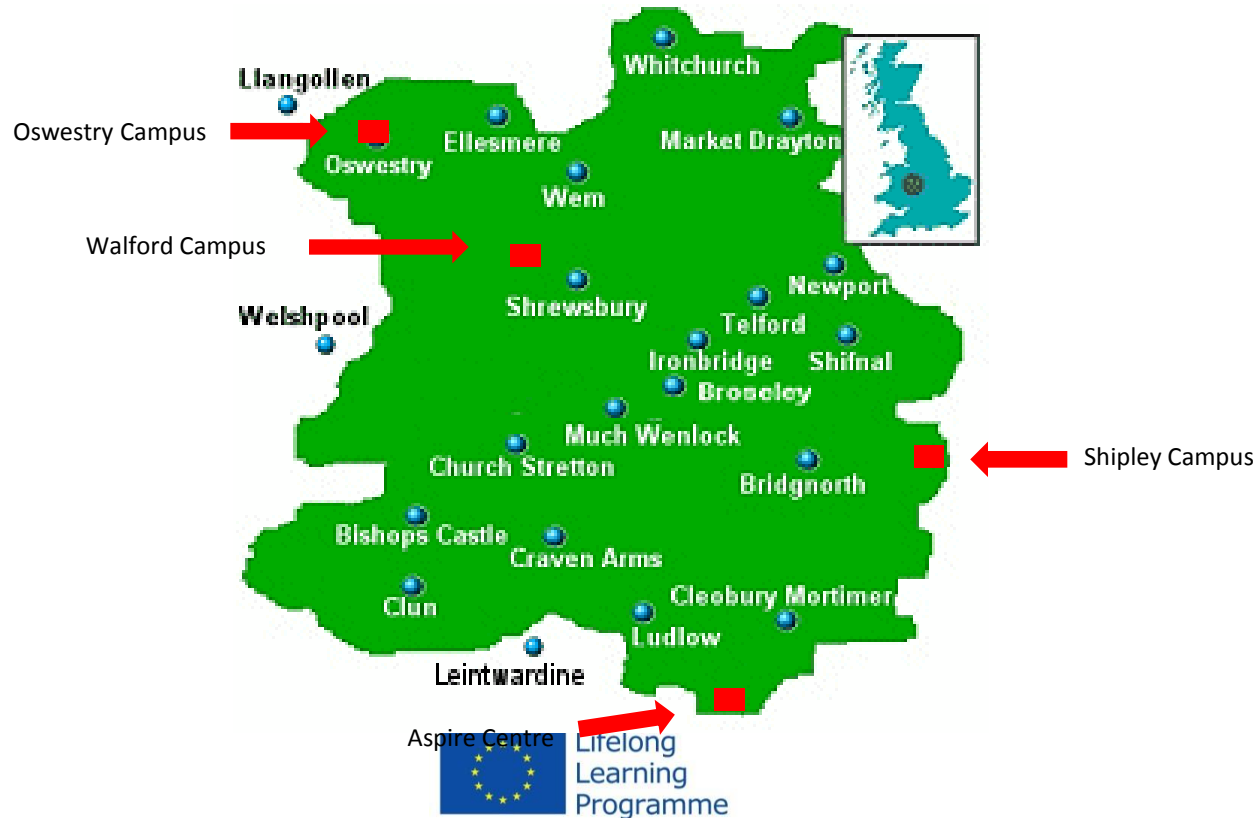 Whitchurch
Llangollen
Oswestry Campus
Ellesmere
Market Drayton
Oswestry
Wem
Walford Campus
Newport
Shrewsbury
Telford
Welshpool
Ironbridge
Shifnal
Broseley
Much Wenlock
Church Stretton
Shipley Campus
Bridgnorth
Bishops Castle
Craven Arms
Cleobury Mortimer
Clun
Ludlow
Leintwardine
Aspire Centre
Lifelong
Learning
Programme